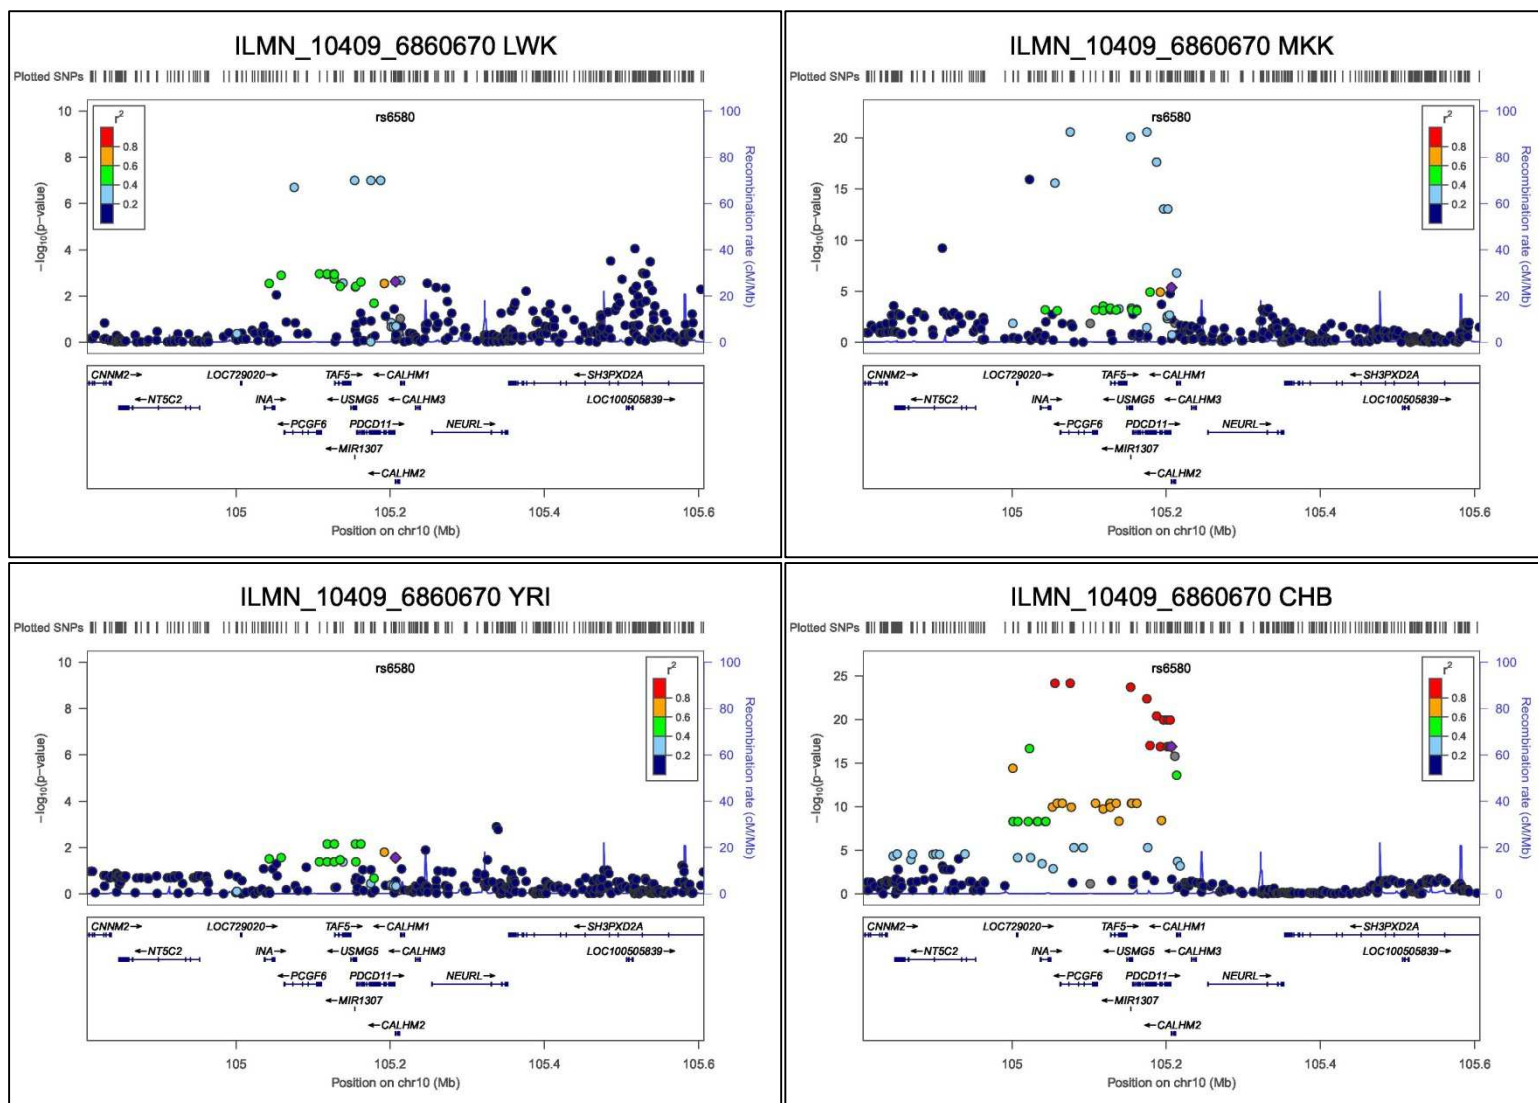 ILMN_10409_6860670 LWK
Plotted SNPs
10
8
6
4
2
0
−log10(p−value)
r2
0.8
0.6
0.4
0.2
rs6580
100
80
60
40
20
0
Recombination rate (cM/Mb)
CNNM2→ LOC729020→ TAF5→ ←CALHM1 ←SH3PXD2A
←NT5C2 INA→ ←USMG5 ←CALHM3 LOC100505839→
←PCGF6 PDCD11→ NEURL→
←MIR1307
←CALHM2
105 105.2 105.4 105.6
Position on chr10 (Mb)
ILMN_10409_6860670 MKK
Plotted SNPs
20
15
10
5
0
−log10(p−value)
rs6580
r2
0.8
0.6
0.4
0.2
100
80
60
40
20
0
Recombination rate (cM/Mb)
CNNM2→ LOC729020→ TAF5→ ←CALHM1 ←SH3PXD2A
←NT5C2 INA→ ←USMG5 ←CALHM3 LOC100505839→
←PCGF6 PDCD11→ NEURL→
←MIR1307
←CALHM2
105 105.2 105.4 105.6
Position on chr10 (Mb)
ILMN_10409_6860670 YRI
Plotted SNPs
10
8
6
4
2
0
−log10(p−value)
rs6580
r2
0.8
0.6
0.4
0.2
100
80
60
40
20
0
Recombination rate (cM/Mb)
CNNM2→ LOC729020→ TAF5→ ←CALHM1 ←SH3PXD2A
←NT5C2 INA→ ←USMG5 ←CALHM3 LOC100505839→
←PCGF6 PDCD11→ NEURL→
←MIR1307
←CALHM2
105 105.2 105.4 105.6
Position on chr10 (Mb)
ILMN_10409_6860670 CHB
Plotted SNPs
25
20
15
10
5
0
−log10(p−value)
rs6580
r2
0.8
0.6
0.4
0.2
100
80
60
40
20
0
Recombination rate (cM/Mb)
CNNM2→ LOC729020→ TAF5→ ←CALHM1 ←SH3PXD2A
←NT5C2 INA→ ←USMG5 ←CALHM3 LOC100505839→
←PCGF6 PDCD11→ NEURL→
←MIR1307
←CALHM2
105 105.2 105.4 105.6
Position on chr10 (Mb)